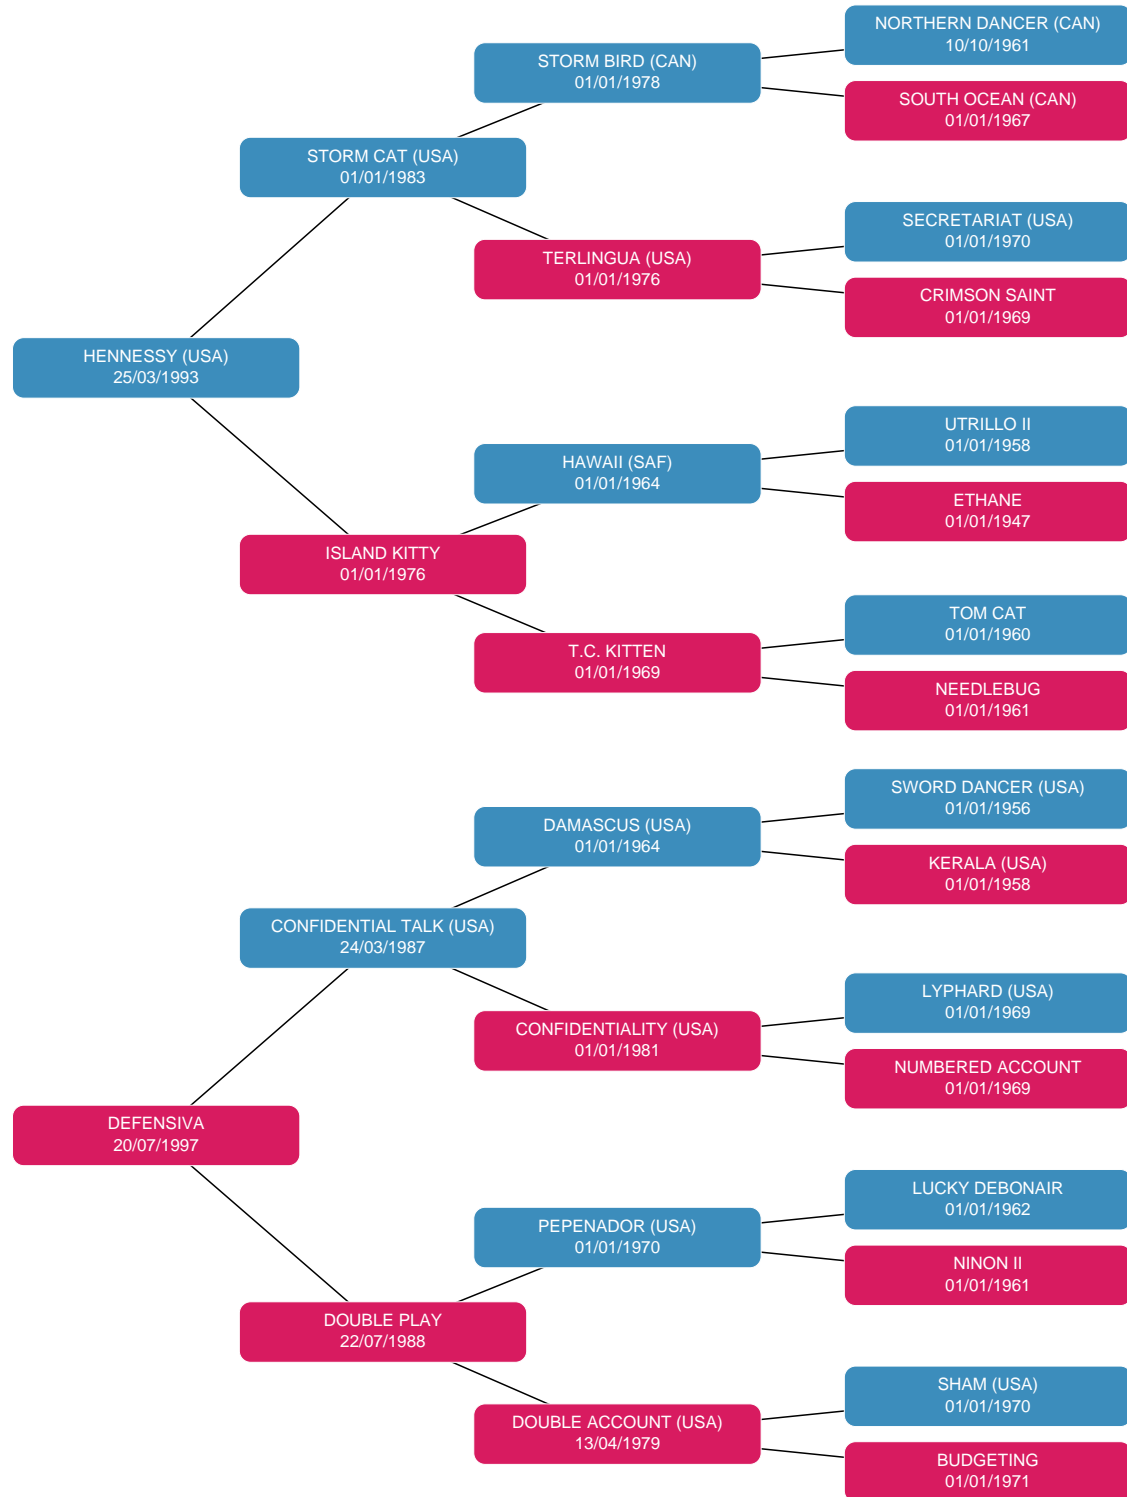 NORTHERN DANCER (CAN)
10/10/1961
STORM BIRD (CAN)
01/01/1978
SOUTH OCEAN (CAN)
01/01/1967
STORM CAT (USA)
01/01/1983
SECRETARIAT (USA)
01/01/1970
TERLINGUA (USA)
01/01/1976
CRIMSON SAINT
01/01/1969
HENNESSY (USA)
25/03/1993
UTRILLO II
01/01/1958
HAWAII (SAF)
01/01/1964
ETHANE
01/01/1947
ISLAND KITTY
01/01/1976
TOM CAT
01/01/1960
T.C. KITTEN
01/01/1969
NEEDLEBUG
01/01/1961
SWORD DANCER (USA)
01/01/1956
DAMASCUS (USA)
01/01/1964
KERALA (USA)
01/01/1958
CONFIDENTIAL TALK (USA)
24/03/1987
LYPHARD (USA)
01/01/1969
CONFIDENTIALITY (USA)
01/01/1981
NUMBERED ACCOUNT
01/01/1969
DEFENSIVA
20/07/1997
LUCKY DEBONAIR
01/01/1962
PEPENADOR (USA)
01/01/1970
NINON II
01/01/1961
DOUBLE PLAY
22/07/1988
SHAM (USA)
01/01/1970
DOUBLE ACCOUNT (USA)
13/04/1979
BUDGETING
01/01/1971